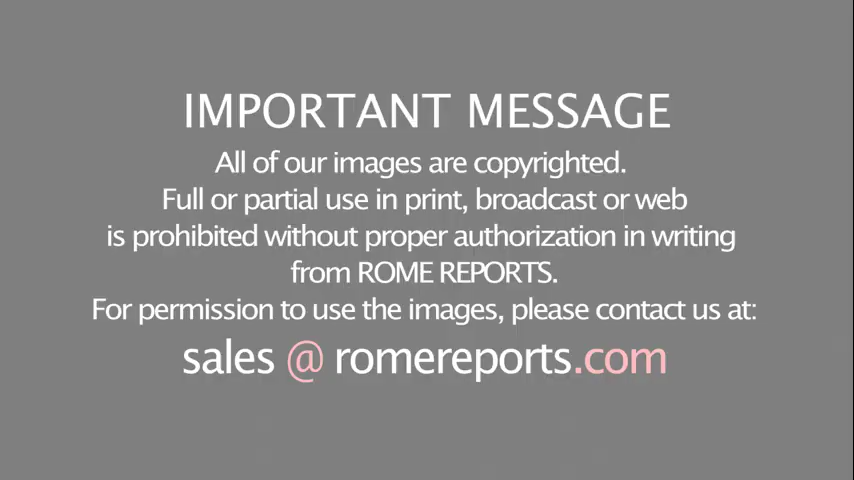 IMPORTANT MESSAGE
All of our images are copyrighted.
Full or partial use in print, broadcast or web
is prohibited without proper authorization in writing
from ROME REPORTS.
For permission to use the images, please contact us at:
sales @ romereports.com